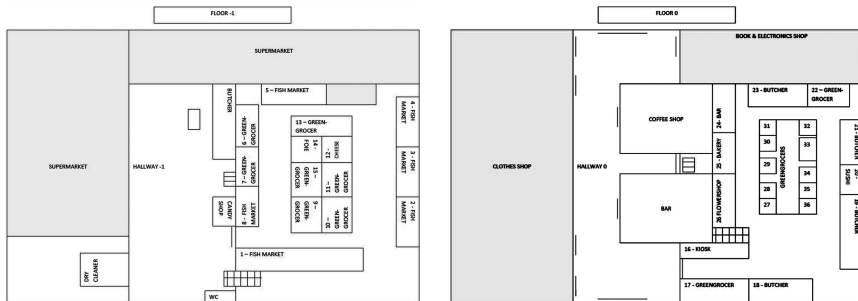 FLOOR -1
SUPERMARKET
SUPERMARKET
HALLWAY -1
BUTCHER
5 – FISH MARKET
4 - FISH
MARKET
3 - FISH
MARKET
2 - FISH
MARKET
6 – GREEN-
GROCER
7 – GREEN-
GROCER
CANDY
SHOP
8 - FISH
MARKET
13 – GREEN-
GROCER
14 -
FOIE
12 - CHEESE
15 –
GREEN-
GROCER
11 –
GREEN-
GROCER
9 –
GREEN-
GROCER
10 –
GREEN-
GROCER
1 – FISH MARKET
DRY
CLEANER
WC
FLOOR 0
BOOK & ELECTRONICS SHOP
CLOTHES SHOP
HALLWAY 0
COFFEE SHOP
BAR
24- BAR
25 - BAKERY
26 FLOWERSHOP
23 - BUTCHER
22 – GREEN-
GROCER
31
32
30
33
29
34
28
35
27
36
GREENGROCERS
21 - BUTCHER
20 -
SUSHI
19 - BUTCHER
16 - KIOSK
17 - GREENGROCER
18 - BUTCHER